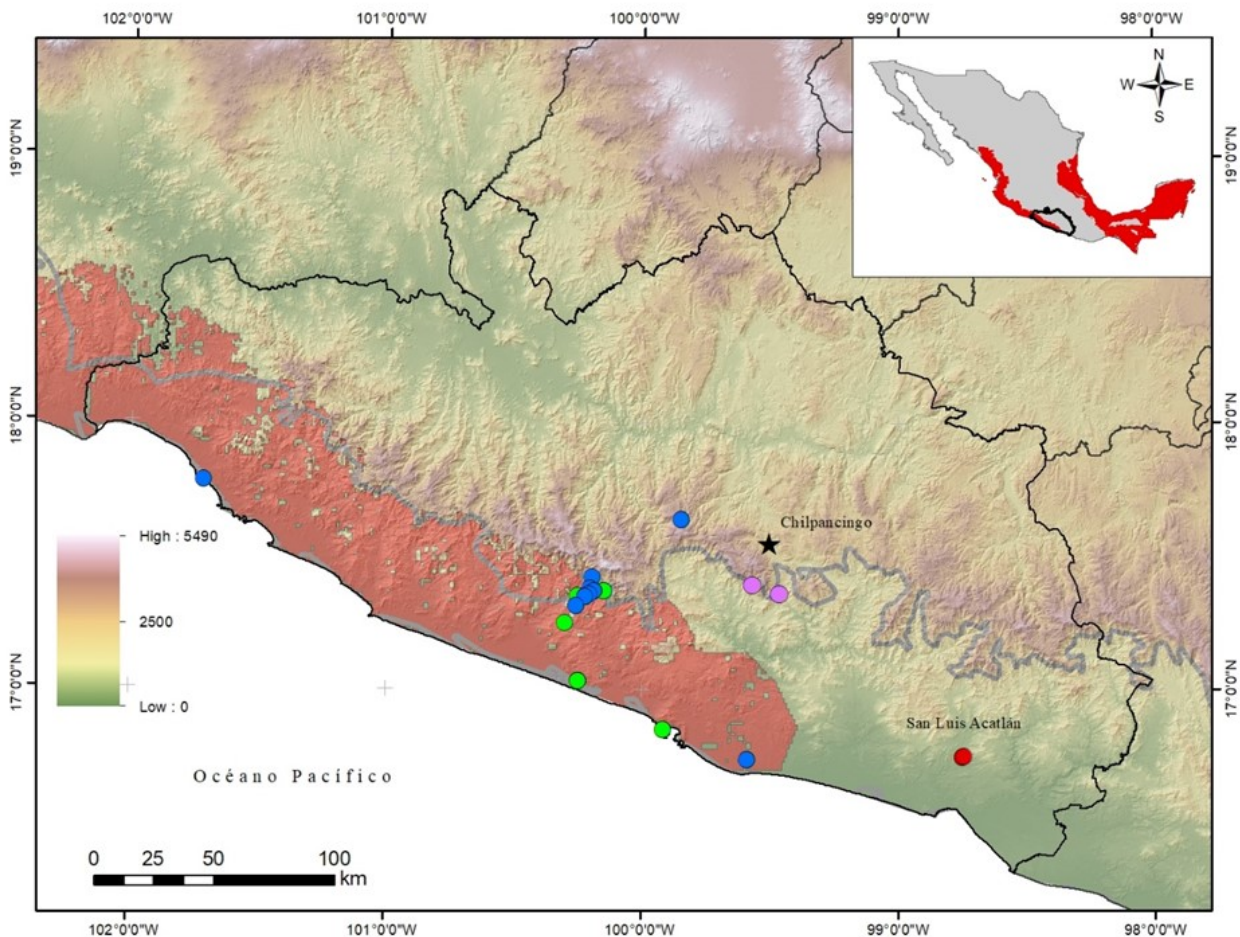 102°0'0"W 101°0'0"W 100°0'0"W 99°0'0"W 98°0'0"W
N
W E
S
19°0'0"N 19°0'0"N
18°0'0"N 18°0'0"N
Chilpancingo
High : 5490
2500
Low : 0
17°0'0"N 17°0'0"N
San Luis Acatlán
Océano Pacífico
0 25 50 100
km
102°0'0"W 101°0'0"W 100°0'0"W 99°0'0"W 98°0'0"W